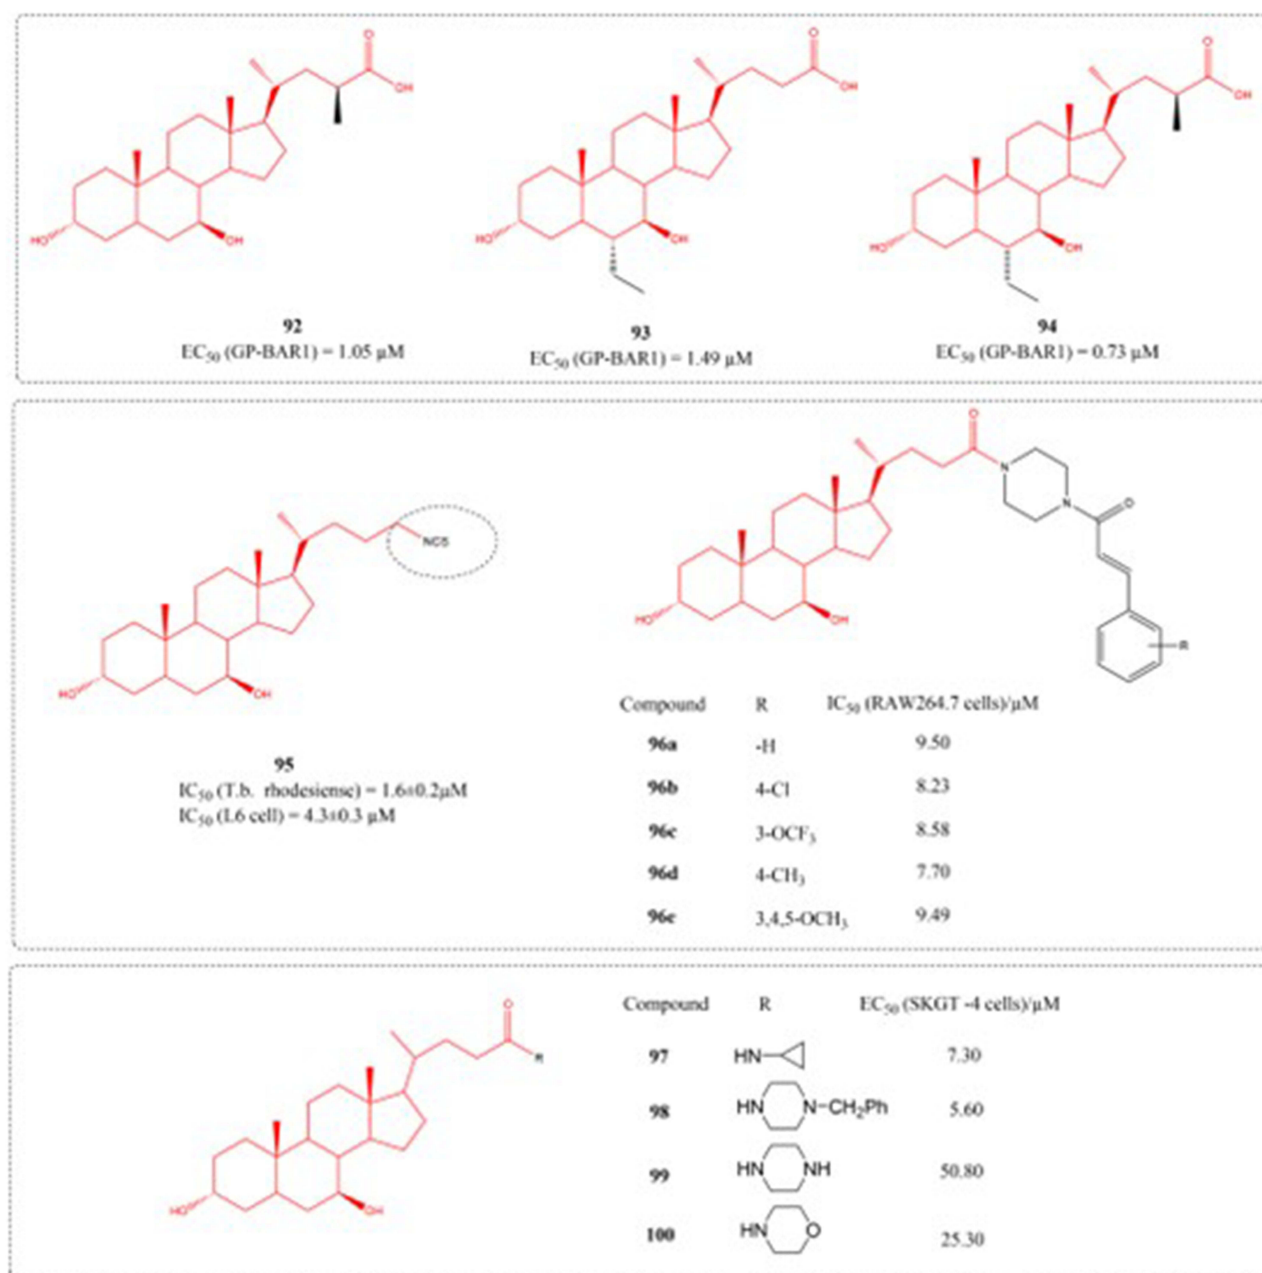 O
OH
HO
OH
92
EC50 (GP-BAR1) = 1.05 μM
O
OH
HO
OH
93
EC50 (GP-BAR1) = 1.49 μM
O
OH
HO
OH
94
EC50 (GP-BAR1) = 0.73 μM
NCS
HO
OH
95
IC50 (T.b. rhodesiense) = 1.6±0.2μM
IC50 (L6 cell) = 4.3±0.3 μM
O
N
N
O
HO
OH
R
Compound R IC50 (RAW264.7 cells)/μM
96a -H 9.50
96b 4-Cl 8.23
96c 3-OCF3 8.58
96d 4-CH3 7.70
96e 3,4,5-OCH3 9.49
O
R
HO
OH
Compound R EC50 (SKGT -4 cells)/μM
97 HN 7.30
98 HN N-CH2Ph 5.60
99 HN NH 50.80
100 HN O 25.30